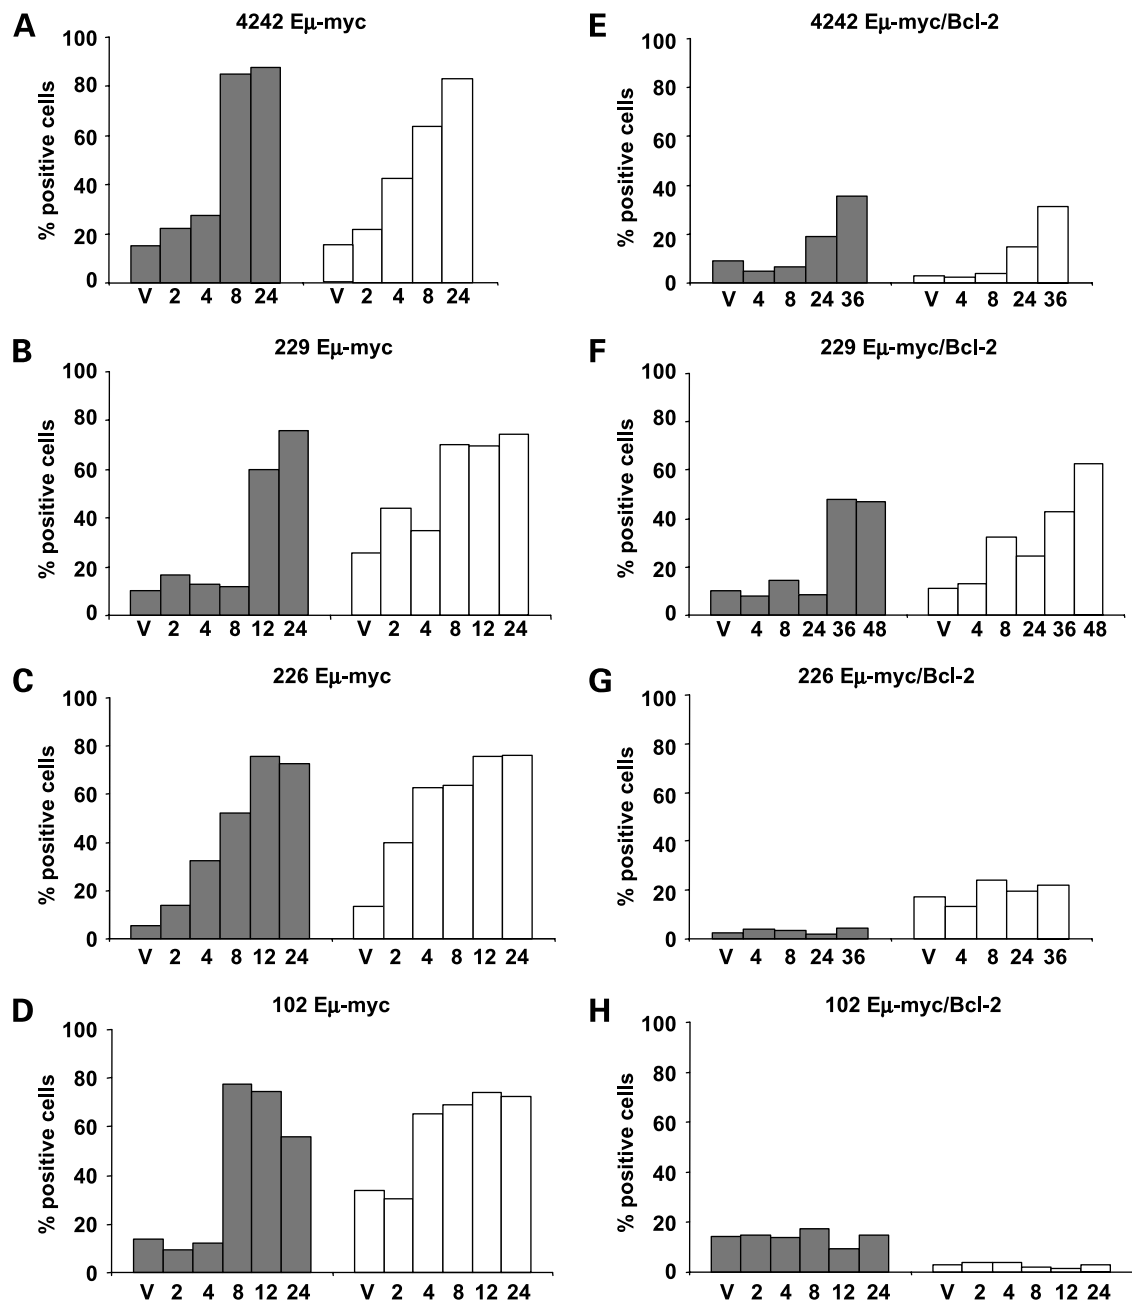 A
4242 Eµ-myc
% positive cells
100
80
60
40
20
0
V 2 4 8 24 V 2 4 8 24
E
4242 Eµ-myc/Bcl-2
% positive cells
100
80
60
40
20
0
V 4 8 24 36 V 4 8 24 36
B
229 Eµ-myc
% positive cells
100
80
60
40
20
0
V 2 4 8 12 24 V 2 4 8 12 24
F
229 Eµ-myc/Bcl-2
% positive cells
100
80
60
40
20
0
V 4 8 24 36 48 V 4 8 24 36 48
C
226 Eµ-myc
% positive cells
100
80
60
40
20
0
V 2 4 8 12 24 V 2 4 8 12 24
G
226 Eµ-myc/Bcl-2
% positive cells
100
80
60
40
20
0
V 4 8 24 36 V 4 8 24 36
D
102 Eµ-myc
% positive cells
100
80
60
40
20
0
V 2 4 8 12 24 V 2 4 8 12 24
H
102 Eµ-myc/Bcl-2
% positive cells
100
80
60
40
20
0
V 2 4 8 12 24 V 2 4 8 12 24